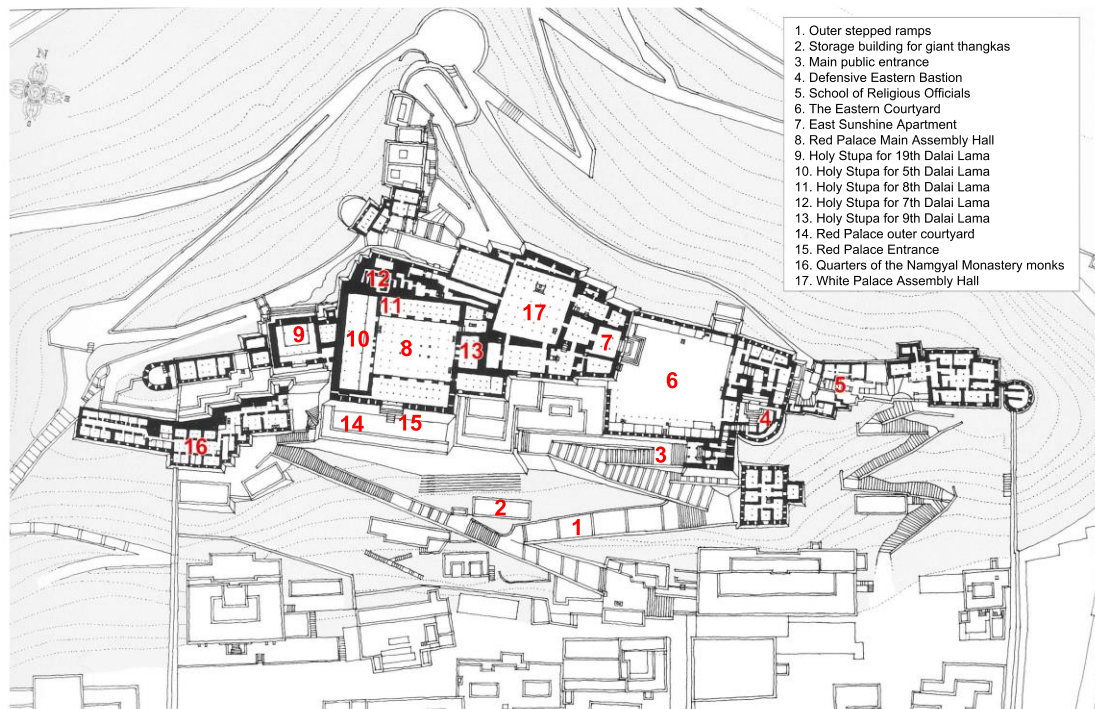 1. Outer stepped ramps
2. Storage building for giant thangkas
3. Main public entrance
4. Defensive Eastern Bastion
5. School of Religious Officials
6. The Eastern Courtyard
7. East Sunshine Apartment
8. Red Palace Main Assembly Hall
9. Holy Stupa for 19th Dalai Lama
10. Holy Stupa for 5th Dalai Lama
11. Holy Stupa for 8th Dalai Lama
12. Holy Stupa for 7th Dalai Lama
13. Holy Stupa for 9th Dalai Lama
14. Red Palace outer courtyard
15. Red Palace Entrance
16. Quarters of the Namgyal Monastery monks
17. White Palace Assembly Hall
N
12
11
17
9
10
8
13
7
6
5
4
14
15
16
3
2
1